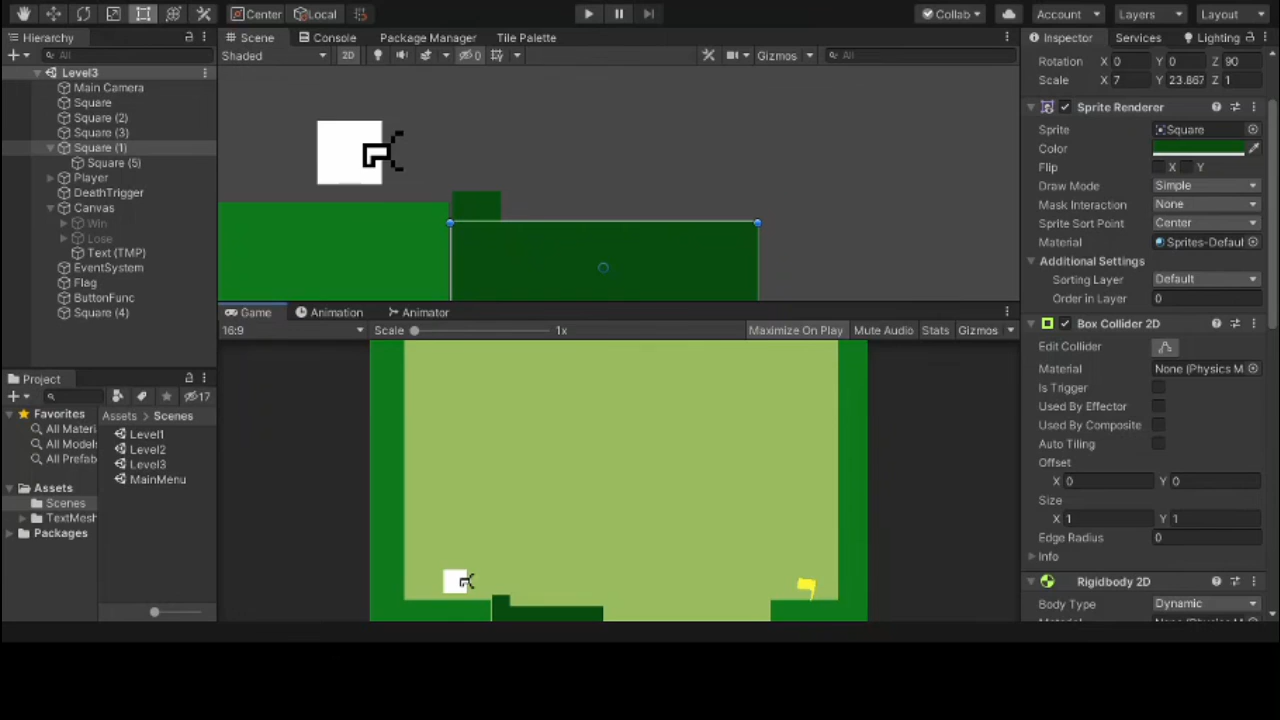 Center Local Collab Account Layers Layout
Hierarchy
All
Level3
Main Camera
Square
Square (2)
Square (3)
Square (1)
Square (5)
Player
DeathTrigger
Canvas
Win
Lose
Text (TMP)
EventSystem
Flag
ButtonFunc
Square (4)
Scene Console Package Manager Tile Palette
Shaded 2D 0 Gizmos All
Game Animation Animator
16:9 Scale 1x Maximize On Play Mute Audio Stats Gizmos
Project
17
Favorites
All Materi
All Model
All Prefab
Assets
Scenes
TextMesh
Packages
Assets > Scenes
Level1
Level2
Level3
MainMenu
Inspector Services Lighting
Rotation X 0 Y 0 Z 90
Scale X 7 Y 23.867 Z 1
Sprite Renderer
Sprite Square
Color
Flip X Y
Draw Mode Simple
Mask Interaction None
Sprite Sort Point Center
Material Sprites-Defaul
Additional Settings
Sorting Layer Default
Order in Layer 0
Box Collider 2D
Edit Collider
Material None (Physics M
Is Trigger
Used By Effector
Used By Composite
Auto Tiling
Offset
X 0 Y 0
Size
X 1 Y 1
Edge Radius 0
Info
Rigidbody 2D
Body Type Dynamic